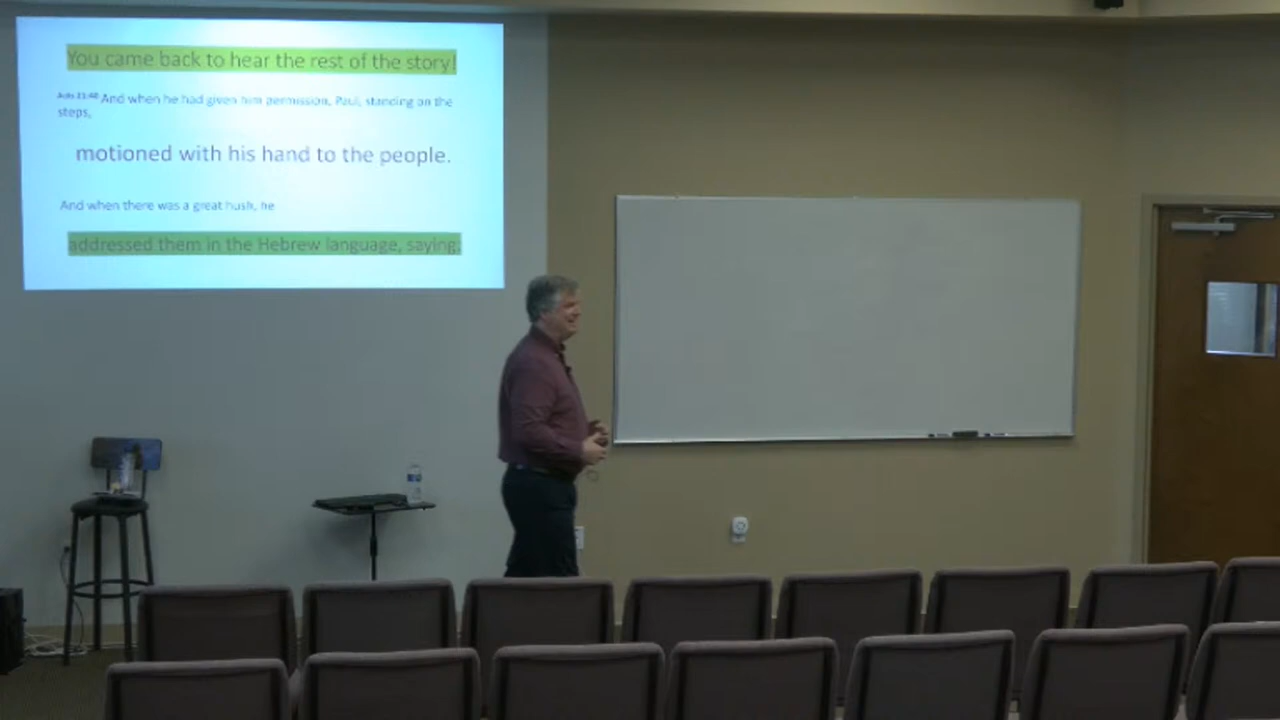 You came back to hear the rest of the story!
Acts 21:40 And when he had given him permission, Paul, standing on the
steps,
motioned with his hand to the people.
And when there was a great hush, he
addressed them in the Hebrew language, saying: